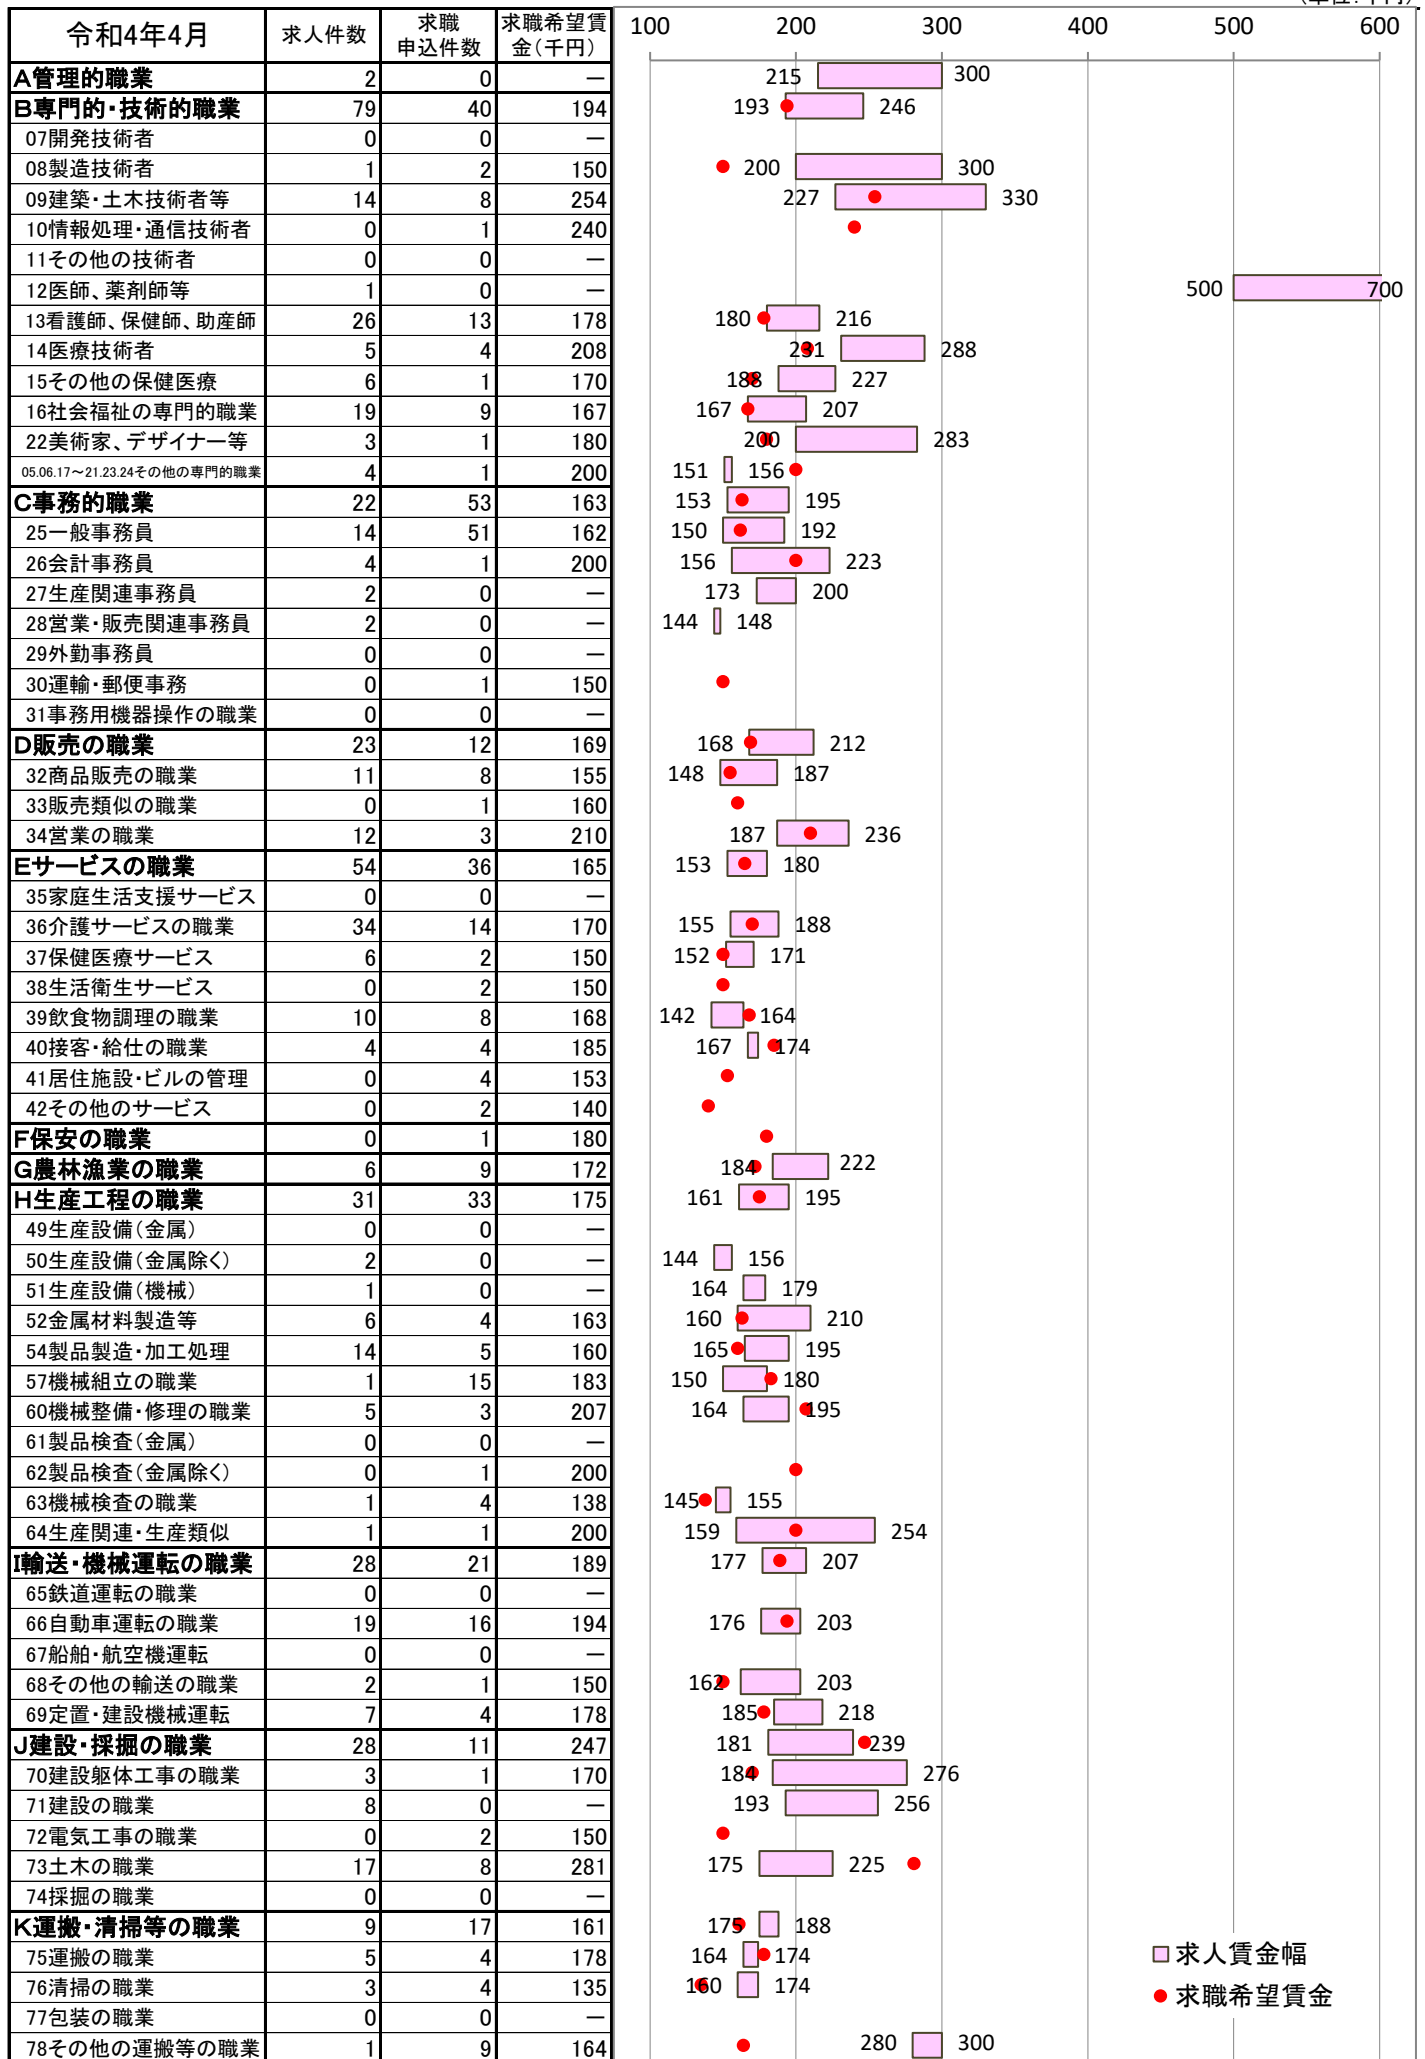 (単位:千円)
令和4年4月 求人件数 求職申込件数 求職希望賃金(千円) 100 200 300 400 500 600
A管理的職業 2 0 ― 215 300
B専門的・技術的職業 79 40 194 193 246
07開発技術者 0 0 ―
08製造技術者 1 2 150 200 300
09建築・土木技術者等 14 8 254 227 330
10情報処理・通信技術者 0 1 240
11その他の技術者 0 0 ―
12医師、薬剤師等 1 0 ― 500 700
13看護師、保健師、助産師 26 13 178 180 216
14医療技術者 5 4 208 231 288
15その他の保健医療 6 1 170 188 227
16社会福祉の専門的職業 19 9 167 167 207
22美術家、デザイナー等 3 1 180 200 283
05.06.17～21.23.24その他の専門的職業 4 1 200 151 156
C事務的職業 22 53 163 153 195
25一般事務員 14 51 162 150 192
26会計事務員 4 1 200 156 223
27生産関連事務員 2 0 ― 173 200
28営業・販売関連事務員 2 0 ― 144 148
29外勤事務員 0 0 ―
30運輸・郵便事務 0 1 150
31事務用機器操作の職業 0 0 ―
D販売の職業 23 12 169 168 212
32商品販売の職業 11 8 155 148 187
33販売類似の職業 0 1 160
34営業の職業 12 3 210 187 236
Eサービスの職業 54 36 165 153 180
35家庭生活支援サービス 0 0 ―
36介護サービスの職業 34 14 170 155 188
37保健医療サービス 6 2 150 152 171
38生活衛生サービス 0 2 150
39飲食物調理の職業 10 8 168 142 164
40接客・給仕の職業 4 4 185 167 174
41居住施設・ビルの管理 0 4 153
42その他のサービス 0 2 140
F保安の職業 0 1 180
G農林漁業の職業 6 9 172 184 222
H生産工程の職業 31 33 175 161 195
49生産設備(金属) 0 0 ―
50生産設備(金属除く) 2 0 ― 144 156
51生産設備(機械) 1 0 ― 164 179
52金属材料製造等 6 4 163 160 210
54製品製造・加工処理 14 5 160 165 195
57機械組立の職業 1 15 183 150 180
60機械整備・修理の職業 5 3 207 164 195
61製品検査(金属) 0 0 ―
62製品検査(金属除く) 0 1 200
63機械検査の職業 1 4 138 145 155
64生産関連・生産類似 1 1 200 159 254
I輸送・機械運転の職業 28 21 189 177 207
65鉄道運転の職業 0 0 ―
66自動車運転の職業 19 16 194 176 203
67船舶・航空機運転 0 0 ―
68その他の輸送の職業 2 1 150 162 203
69定置・建設機械運転 7 4 178 185 218
J建設・採掘の職業 28 11 247 181 239
70建設躯体工事の職業 3 1 170 184 276
71建設の職業 8 0 ― 193 256
72電気工事の職業 0 2 150
73土木の職業 17 8 281 175 225
74採掘の職業 0 0 ―
K運搬・清掃等の職業 9 17 161 175 188
75運搬の職業 5 4 178 164 174 求人賃金幅
76清掃の職業 3 4 135 160 174 求職希望賃金
77包装の職業 0 0 ―
78その他の運搬等の職業 1 9 164 280 300